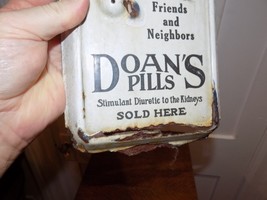 Friends
and
Neighbors
DOAN'S
PILLS
Stimulant Diuretic to the Kidneys
SOLD HERE